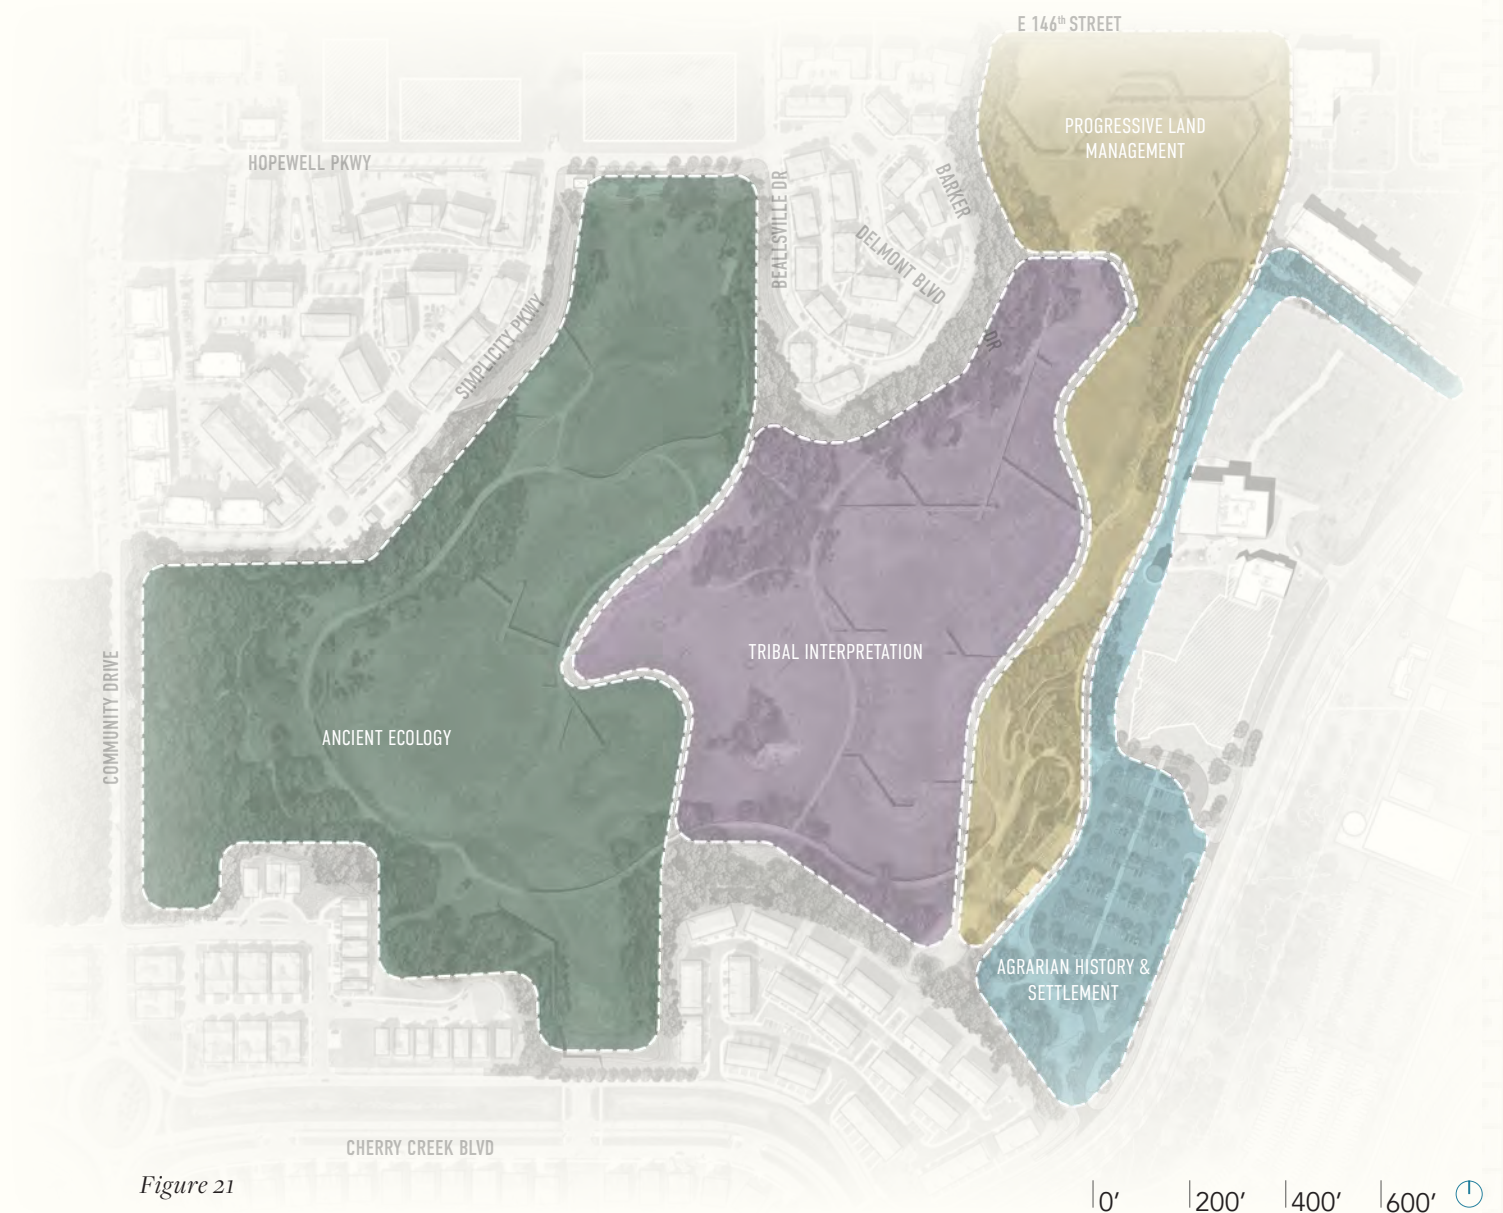 E 146th STREET
PROGRESSIVE LAND
MANAGEMENT
HOPEWELL PKWY
BEALLSVILLE DR
BARKER
DR
DELMONT BLVD
SIMPLICITY PKWY
TRIBAL INTERPRETATION
COMMUNITY DRIVE
ANCIENT ECOLOGY
AGRARIAN HISTORY &
SETTLEMENT
CHERRY CREEK BLVD
Figure 21
0' 200' 400' 600'